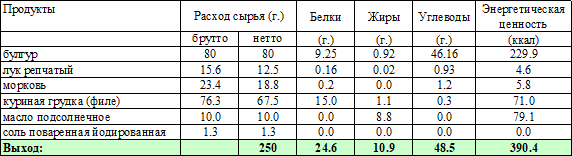 Продукты Расход сырья (г.) Белки Жиры Углеводы Энергетическая ценность
брутто нетто (г.) (г.) (г.) (ккал)
булгур 80 80 9.25 0.92 46.16 229.9
лук репчатый 15.6 12.5 0.16 0.02 0.93 4.6
морковь 23.4 18.8 0.2 0.0 1.2 5.8
куриная грудка (филе) 76.3 67.5 15.0 1.1 0.3 71.0
масло подсолнечное 10.0 10.0 0.0 8.8 0.0 79.1
соль поваренная йодированная 1.3 1.3 0.0 0.0 0.0 0.0
Выход: 250 24.6 10.9 48.5 390.4